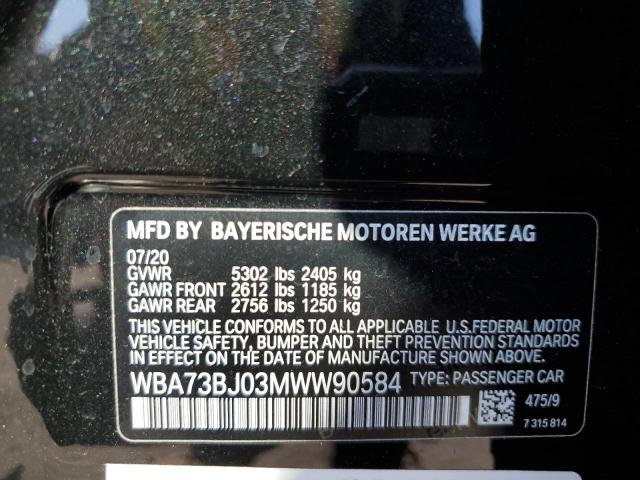 MFD BY BAYERISCHE MOTOREN WERKE AG
07/20
GVWR 5302 lbs 2405 kg
GAWR FRONT 2612 lbs 1185 kg
GAWR REAR 2756 lbs 1250 kg
THIS VEHICLE CONFORMS TO ALL APPLICABLE U.S.FEDERAL MOTOR
VEHICLE SAFETY, BUMPER AND THEFT PREVENTION STANDARDS
IN EFFECT ON THE DATE OF MANUFACTURE SHOWN ABOVE.
WBA73BJ03MWW90584 TYPE: PASSENGER CAR
475/9
7 315 814